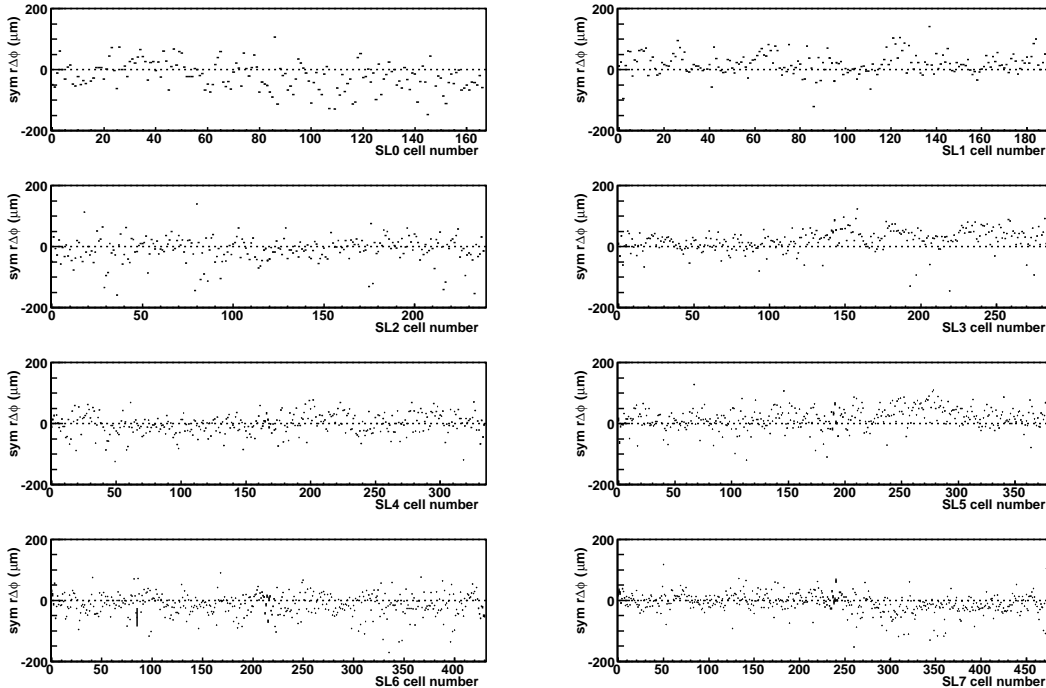 sym rΔϕ (μm)
200
0
-200
0 20 40 60 80 100 120 140 160
SL0 cell number
sym rΔϕ (μm)
200
0
-200
0 20 40 60 80 100 120 140 160 180
SL1 cell number
sym rΔϕ (μm)
200
0
-200
0 50 100 150 200
SL2 cell number
sym rΔϕ (μm)
200
0
-200
0 50 100 150 200 250
SL3 cell number
sym rΔϕ (μm)
200
0
-200
0 50 100 150 200 250 300
SL4 cell number
sym rΔϕ (μm)
200
0
-200
0 50 100 150 200 250 300 350
SL5 cell number
sym rΔϕ (μm)
200
0
-200
0 50 100 150 200 250 300 350 400
SL6 cell number
sym rΔϕ (μm)
200
0
-200
0 50 100 150 200 250 300 350 400 450
SL7 cell number